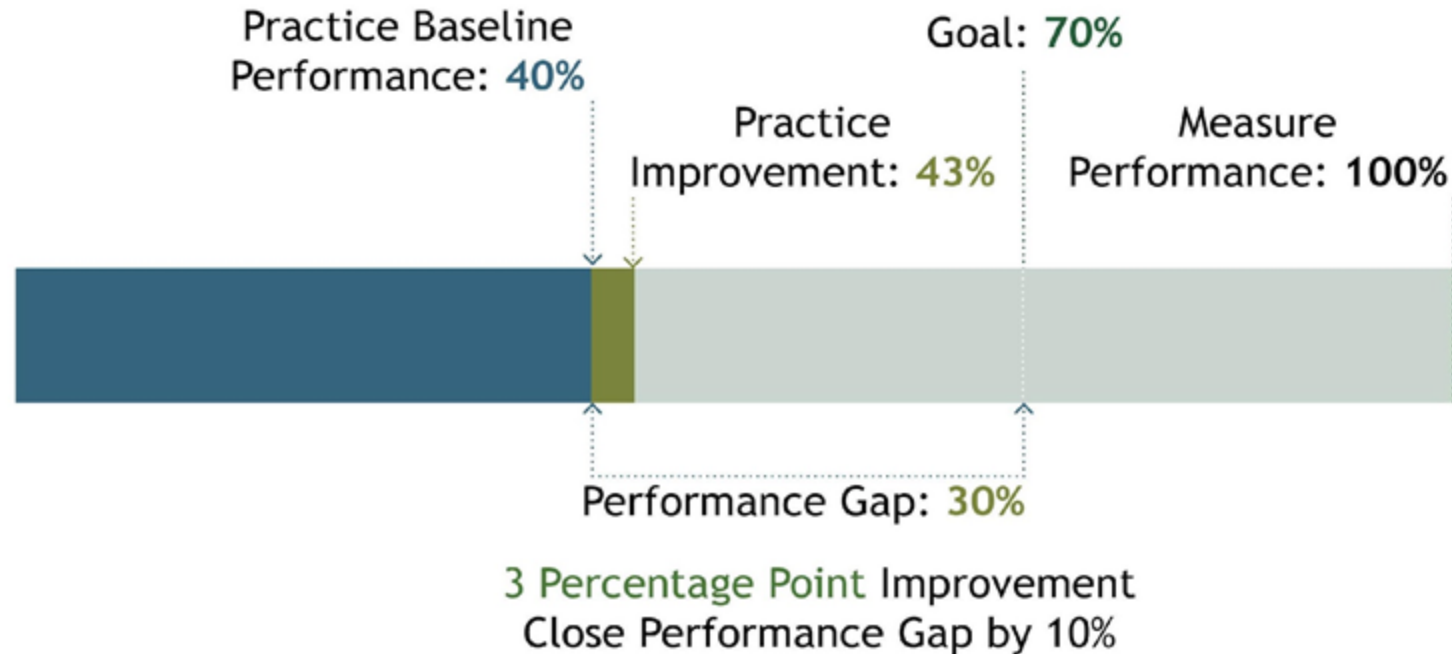 Practice Baseline
Performance: 40%
Goal: 70%
Practice
Improvement: 43%
Measure
Performance: 100%
Performance Gap: 30%
3 Percentage Point Improvement
Close Performance Gap by 10%